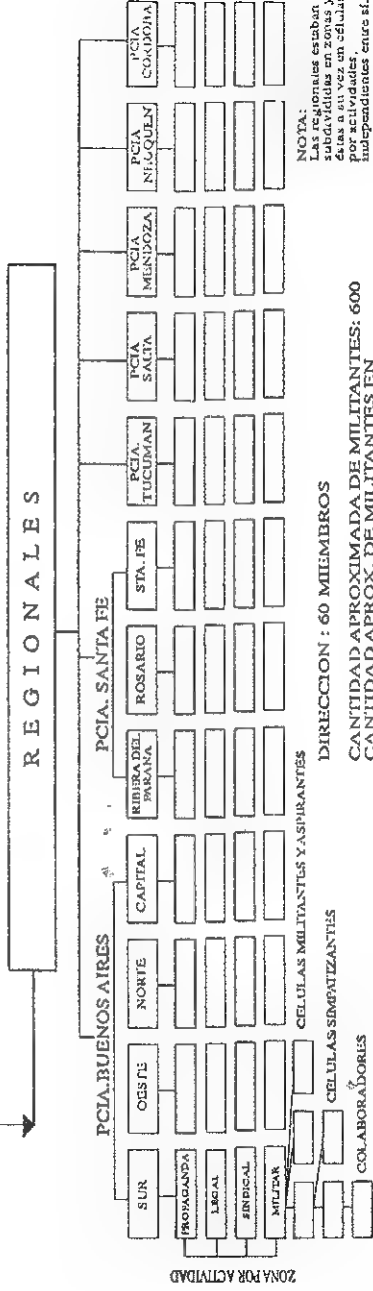 REGIONALES
PCIA.BUENOS AIRES
PCIA. SANTA FE
SUR
OESTE
NORTE
CAPITAL
RIBERA DEL
PARANA
ROSARIO
STA. FE
PCIA.
TUCUMAN
PCIA
SALTA
PCIA
MENDOZA
PCIA
NEUQUEN
PCIA
CORDOBA
ZONA POR ACTIVIDAD
PROPAGANDA
LEGAL
SINDICAL
MILITAR
CELULAS MILITANTES Y ASPIRANTES
CELULAS SIMPATIZANTES
COLABORADORES
DIRECCION : 60 MIEMBROS
CANTIDAD APROXIMADA DE MILITANTES: 600
CANTIDAD APROX. DE MILITANTES EN
NOTA:
Las regionales estaban
subdivididas en zonas y
éstas a su vez en células
por actividades,
independientes entre sí.